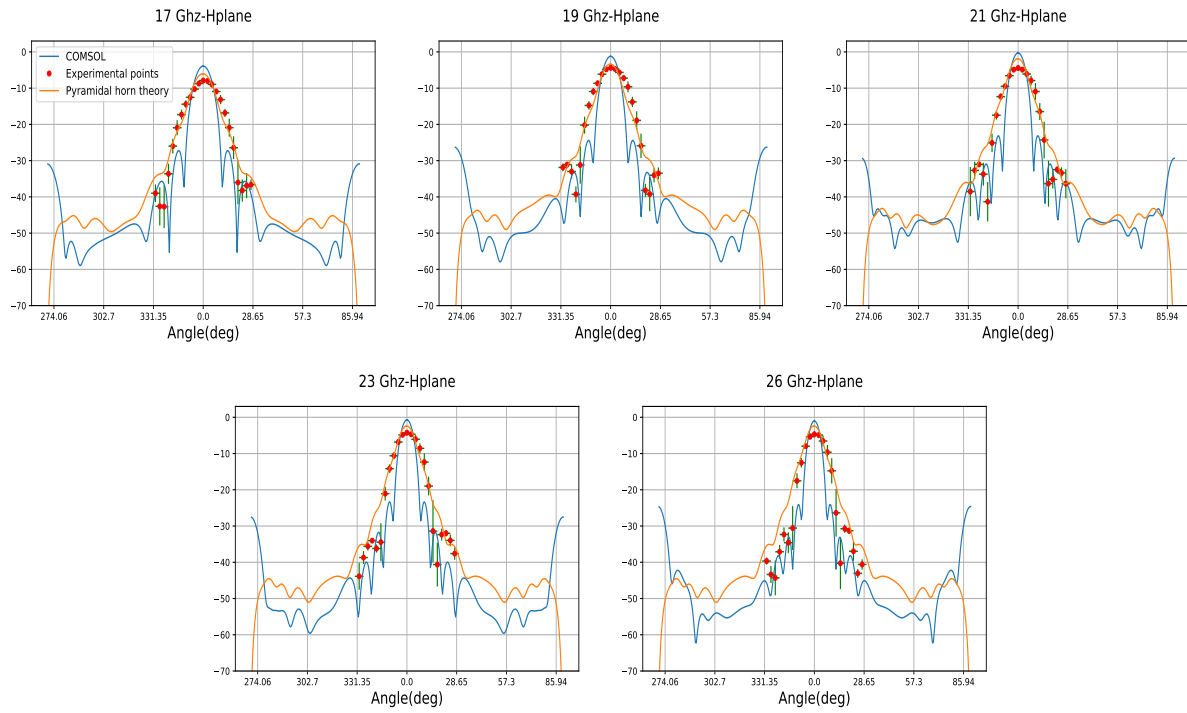 17 Ghz-Hplane
0
−10
−20
−30
−40
−50
−60
−70
COMSOL
Experimental points
Pyramidal horn theory
274.06 302.7 331.35 0.0 28.65 57.3 85.94
Angle(deg)
19 Ghz-Hplane
0
−10
−20
−30
−40
−50
−60
−70
274.06 302.7 331.35 0.0 28.65 57.3 85.94
Angle(deg)
21 Ghz-Hplane
0
−10
−20
−30
−40
−50
−60
−70
274.06 302.7 331.35 0.0 28.65 57.3 85.94
Angle(deg)
23 Ghz-Hplane
0
−10
−20
−30
−40
−50
−60
−70
274.06 302.7 331.35 0.0 28.65 57.3 85.94
Angle(deg)
26 Ghz-Hplane
0
−10
−20
−30
−40
−50
−60
−70
274.06 302.7 331.35 0.0 28.65 57.3 85.94
Angle(deg)